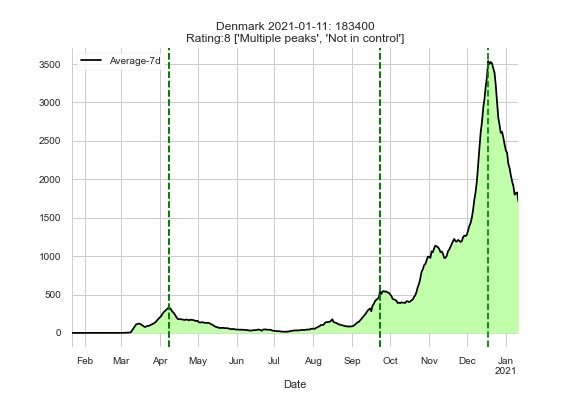 Denmark 2021-01-11: 183400
Rating:8 ['Multiple peaks', 'Not in control']
Average-7d
3500
3000
2500
2000
1500
1000
500
0
Feb Mar Apr May Jun Jul Aug Sep Oct Nov Dec Jan
2021
Date